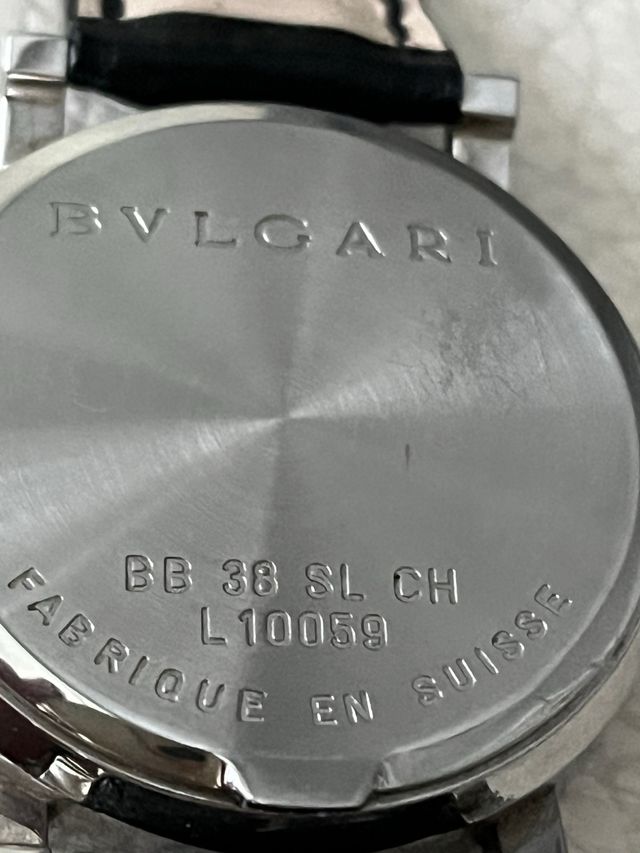 BVLGARI
BB 38 SL CH
L10059
FABRIQUE EN SUISSE